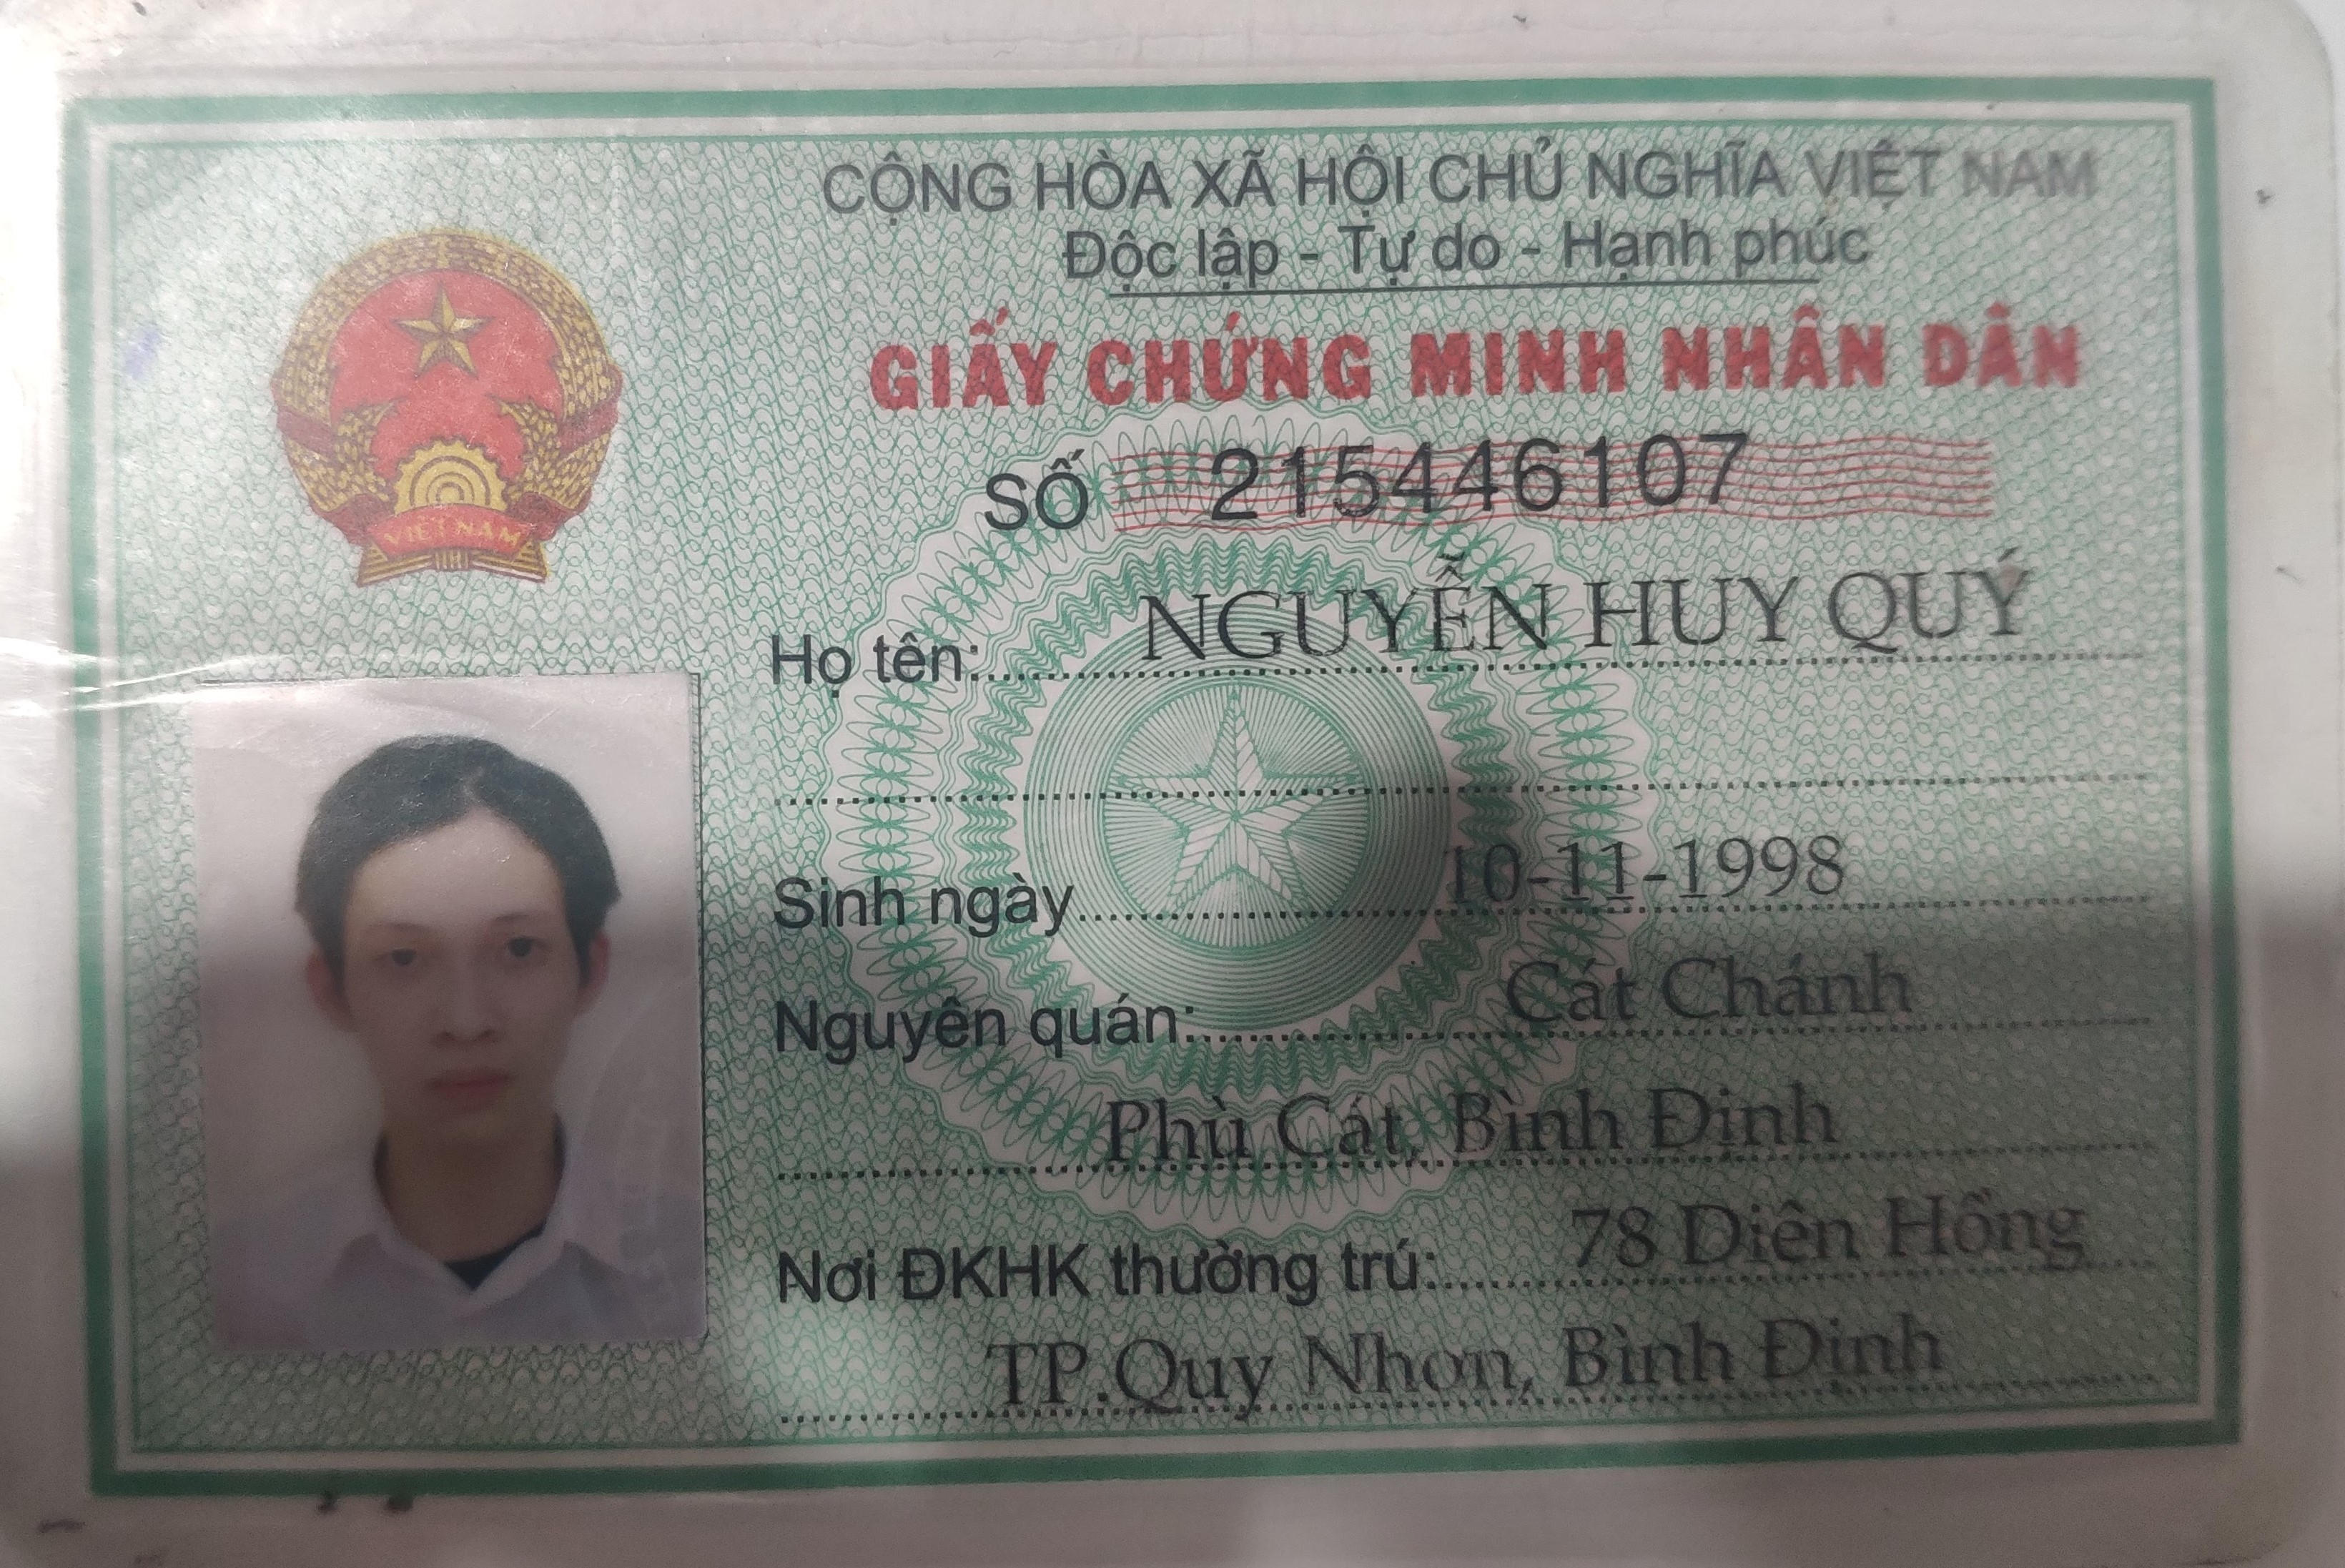 CỘNG HÒA XÃ HỘI CHỦ NGHĨA VIỆT NAM
Độc lập - Tự do - Hạnh phúc
GIẤY CHỨNG MINH NHÂN DÂN
SỐ 215446107
VIETNAM
Họ tên: NGUYỄN HUY QUÝ
Sinh ngày 10-11-1998
Nguyên quán: Cát Chánh
Phù Cát, Bình Định
Nơi ĐKHK thường trú: 78 Diên Hồng
TP.Quy Nhơn, Bình Định